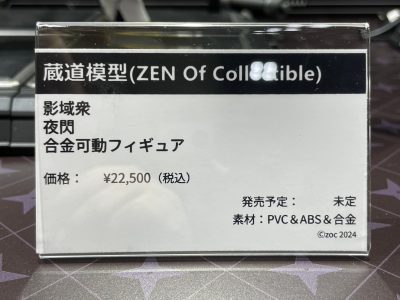 蔵道模型(ZEN Of
影域衆
夜閃
合金可動フィギュア
価格： ¥22,500（税込）
発売予定： 未定
素材：PVC＆ABS＆合金
©zoc 2024